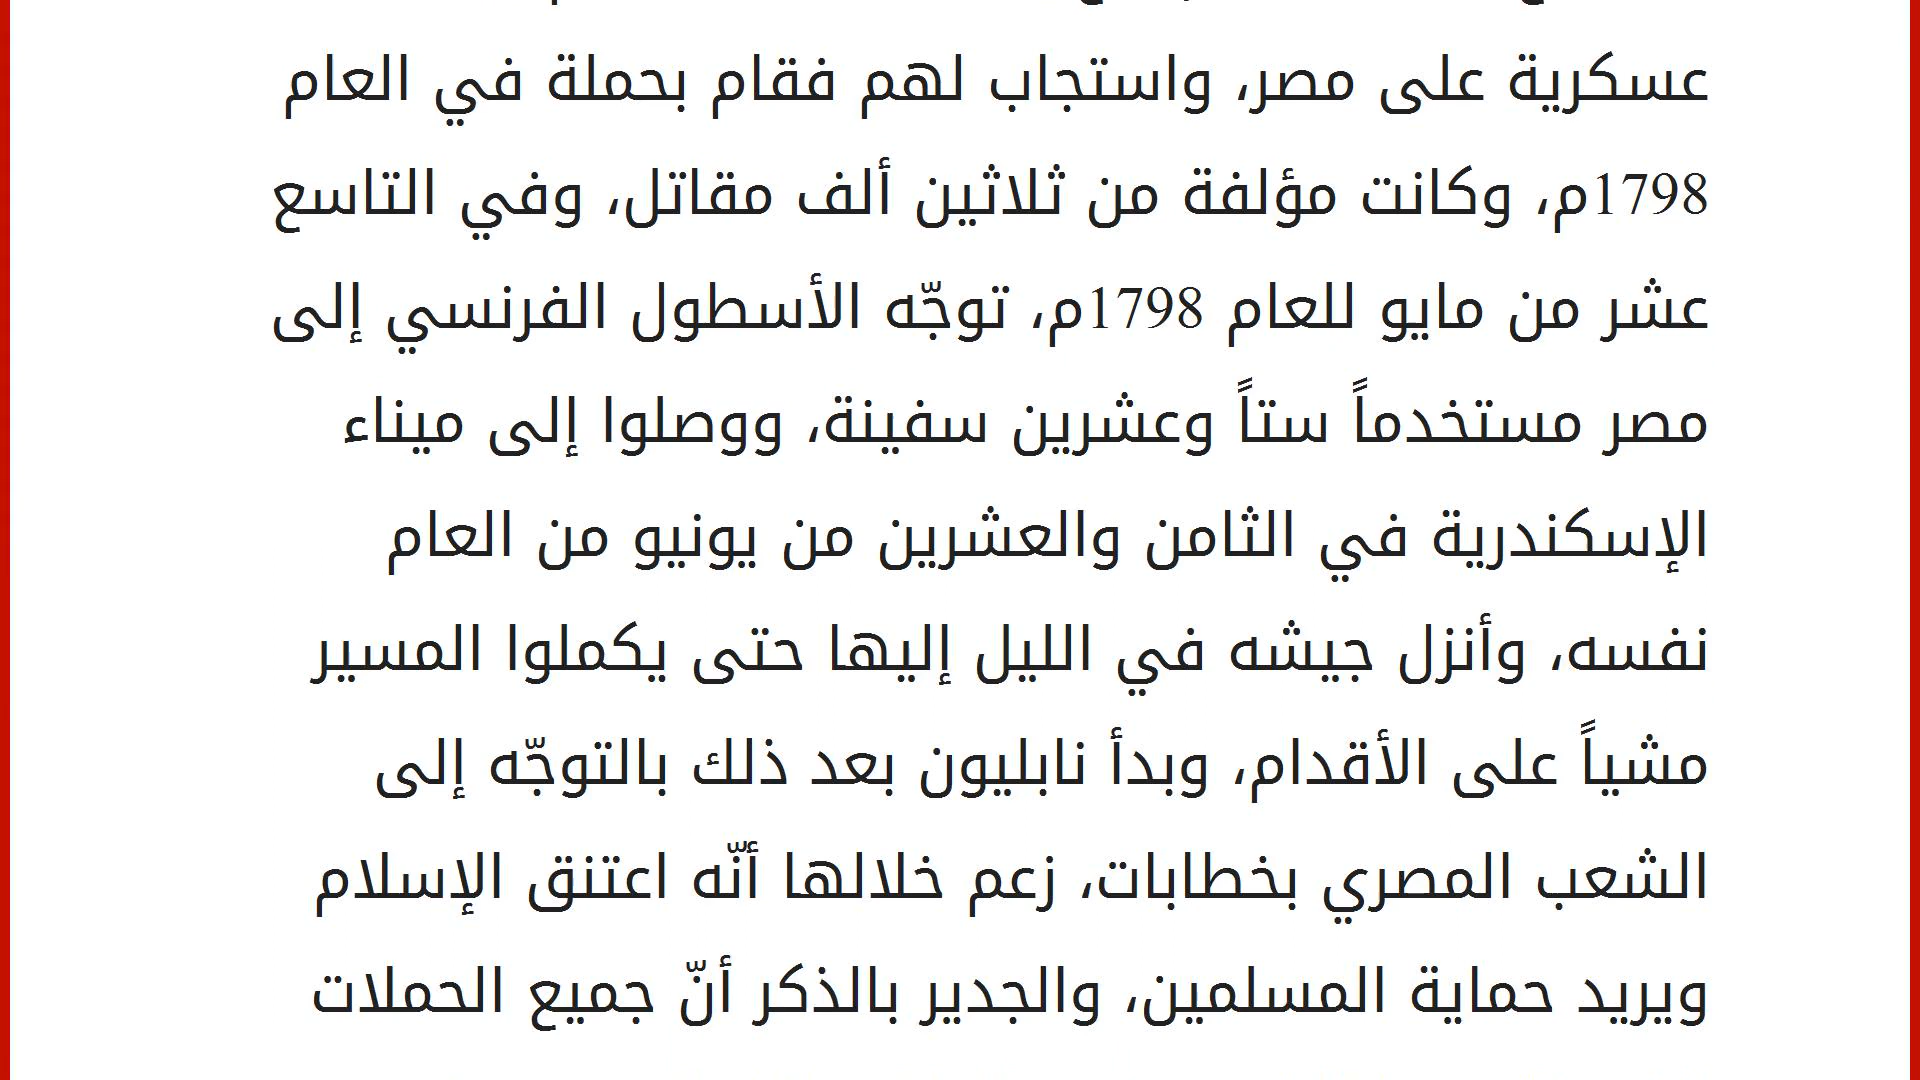 عسكرية على مصر، واستجاب لهم فقام بحملة في العام
1798م، وكانت مؤلفة من ثلاثين ألف مقاتل، وفي التاسع
عشر من مايو للعام 1798م، توجّه الأسطول الفرنسي إلى
مصر مستخدماً ستاً وعشرين سفينة، ووصلوا إلى ميناء
الإسكندرية في الثامن والعشرين من يونيو من العام
نفسه، وأنزل جيشه في الليل إليها حتى يكملوا المسير
مشياً على الأقدام، وبدأ نابليون بعد ذلك بالتوجّه إلى
الشعب المصري بخطابات، زعم خلالها أنّه اعتنق الإسلام
ويريد حماية المسلمين، والجدير بالذكر أنّ جميع الحملات